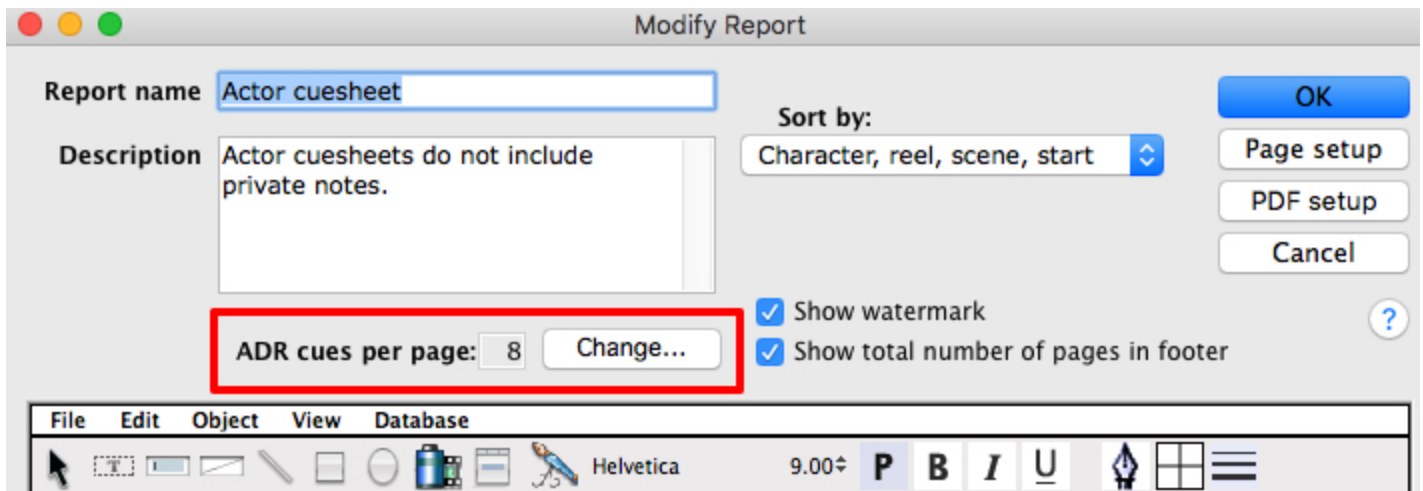 Modify Report
Report name Actor cuesheet
Sort by:
OK
Description Actor cuesheets do not include
private notes.
Character, reel, scene, start
Page setup
PDF setup
Cancel
Show watermark
?
ADR cues per page: 8 Change...
Show total number of pages in footer
File Edit Object View Database
T Helvetica 9.00 P B I U